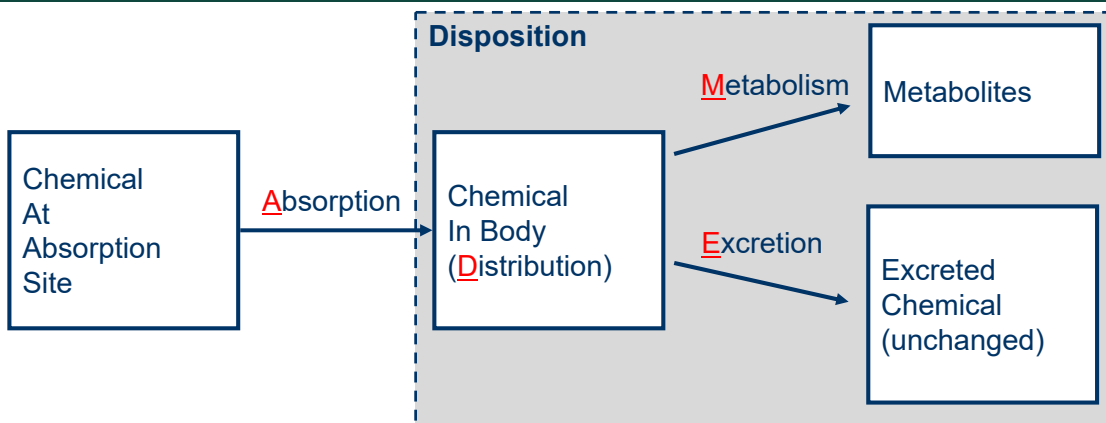 Disposition
Chemical
At
Absorption
Site
Absorption
Chemical
In Body
(Distribution)
Metabolism
Metabolites
Excretion
Excreted
Chemical
(unchanged)